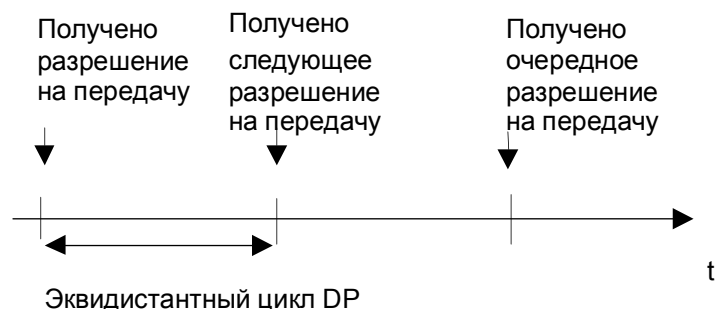 Получено
разрешение
на передачу
Получено
следующее
разрешение
на передачу
Получено
очередное
разрешение
на передачу
t
Эквидистантный цикл DP